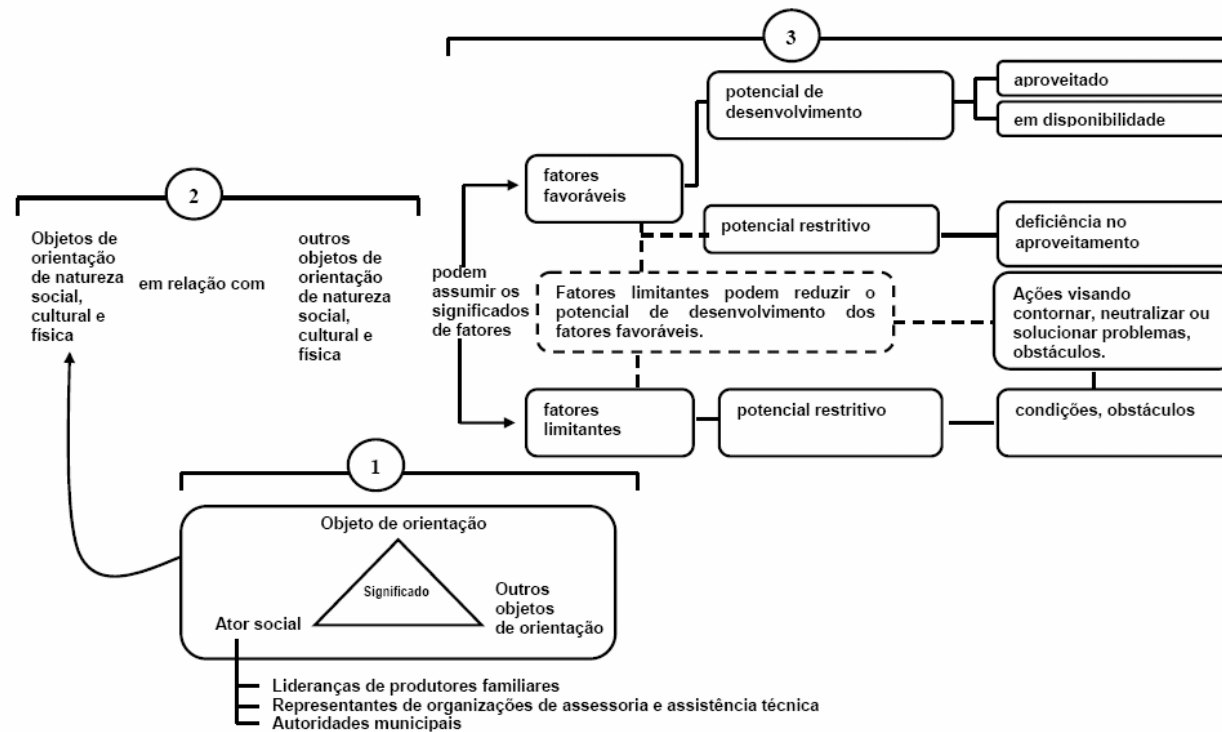 3
potencial de
desenvolvimento
aproveitado
em disponibilidade
fatores
favoráveis
potencial restritivo
deficiência no
aproveitamento
2
Objetos de
orientação
de natureza
social,
cultural e
física
em relação com
outros
objetos de
orientação
de natureza
social,
cultural e
física
podem
assumir os
significados
de fatores
Fatores limitantes podem reduzir o
potencial de desenvolvimento dos
fatores favoráveis.
Ações visando
contornar, neutralizar ou
solucionar problemas,
obstáculos.
fatores
limitantes
potencial restritivo
condições, obstáculos
1
Objeto de orientação
Significado
Ator social
Outros
objetos
de orientação
Lideranças de produtores familiares
Representantes de organizações de assessoria e assistência técnica
Autoridades municipais